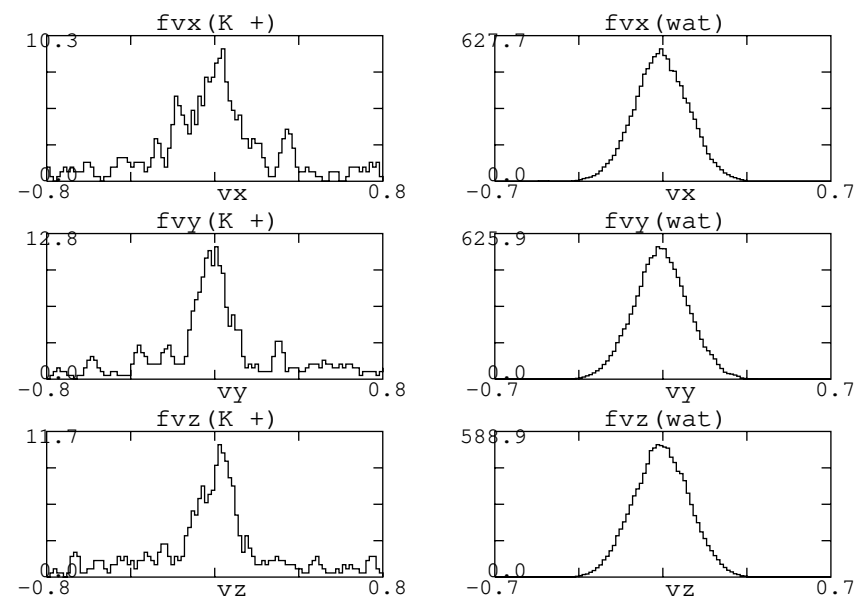 fvx(K +) fvx(wat)
10.3 627.7
0.0 0.0
-0.8 vx 0.8 -0.7 vx 0.7
fvy(K +) fvy(wat)
12.8 625.9
0.0 0.0
-0.8 vy 0.8 -0.7 vy 0.7
fvz(K +) fvz(wat)
11.7 588.9
0.0 0.0
-0.8 vz 0.8 -0.7 vz 0.7